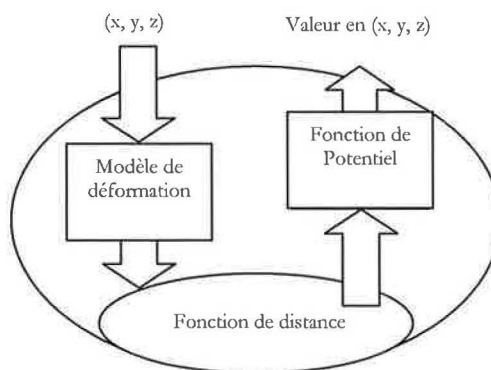 (x, y, z)
Valeur en (x, y, z)
Modèle de
déformation
Fonction de
Potentiel
Fonction de distance